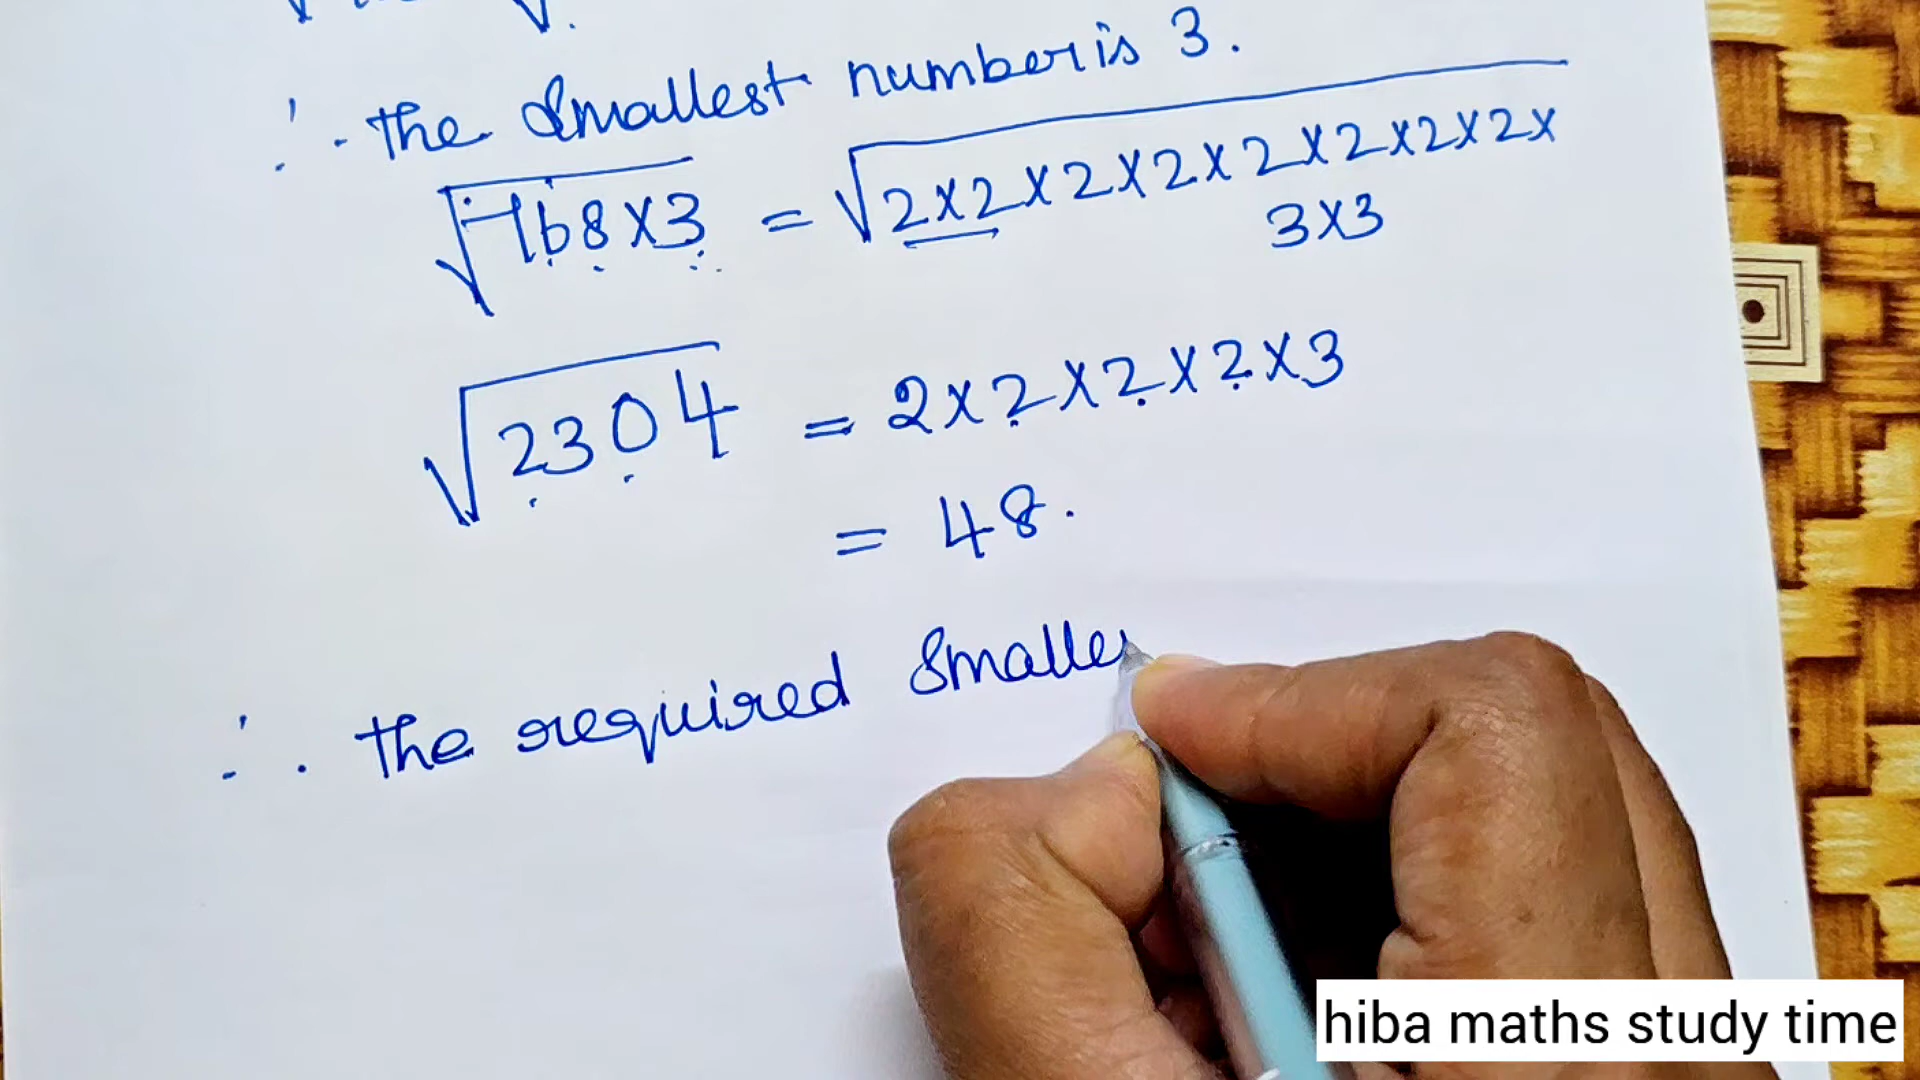 ∴ The Smallest number is 3.
√768×3 = √2×2×2×2×2×2×2×2×
3×3
√2304 = 2×2×2×2×3
= 48.
∴ The required Smalle
hiba maths study time